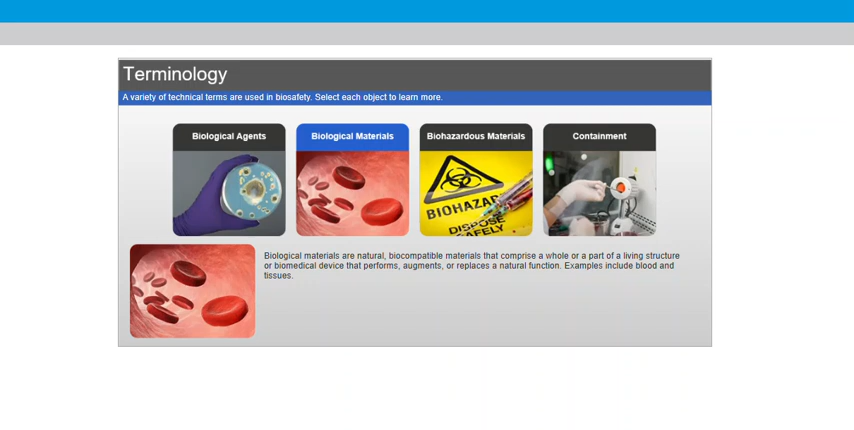 Terminology
A variety of technical terms are used in biosafety. Select each object to learn more.
Biological Agents
Biological Materials
Biohazardous Materials
Containment
BIOHAZAR
DISPOSE
SAFELY
Biological materials are natural, biocompatible materials that comprise a whole or a part of a living structure
or biomedical device that performs, augments, or replaces a natural function. Examples include blood and
tissues.